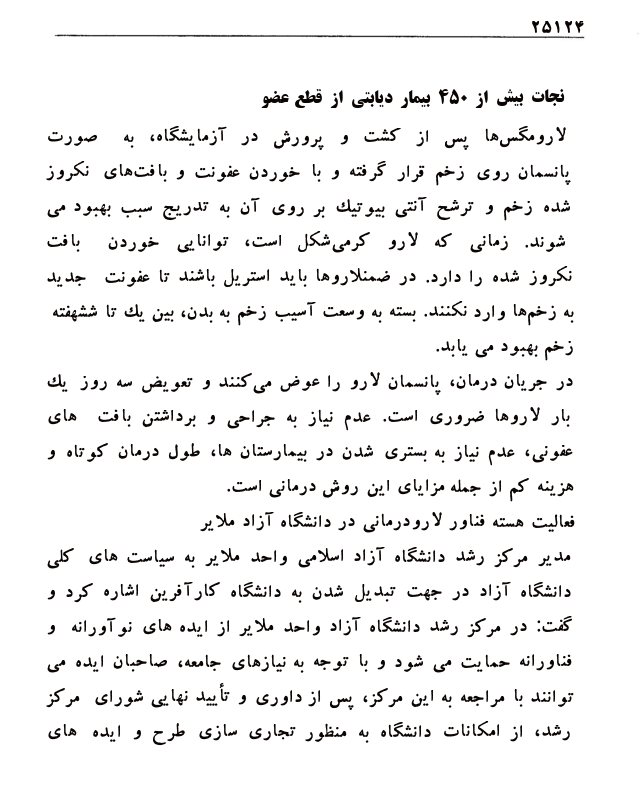 ۲۵۱۲۴
نجات بیش از ۴۵۰ بیمار دیابتی از قطع عضو
لارومگس‌ها پس از کشت و پرورش در آزمایشگاه، به صورت
پانسمان روی زخم قرار گرفته و با خوردن عفونت و بافت‌های نکروز
شده زخم و ترشح آنتی بیوتیك بر روی آن به تدریج سبب بهبود می
شوند. زمانی که لارو کرمی‌شکل است، توانایی خوردن بافت
نکروز شده را دارد. در ضمنلاروها باید استریل باشند تا عفونت جدید
به زخم‌ها وارد نکنند. بسته به وسعت آسیب زخم به بدن، بین یك تا ششهفته
زخم بهبود می یابد.
در جریان درمان، پانسمان لارو را عوض می‌کنند و تعویض سه روز یك
بار لاروها ضروری است. عدم نیاز به جراحی و برداشتن بافت های
عفونی، عدم نیاز به بستری شدن در بیمارستان ها، طول درمان کوتاه و
هزینه کم از جمله مزایای این روش درمانی است.
فعالیت هسته فناور لارودرمانی در دانشگاه آزاد ملایر
مدیر مرکز رشد دانشگاه آزاد اسلامی واحد ملایر به سیاست های کلی
دانشگاه آزاد در جهت تبدیل شدن به دانشگاه کارآفرین اشاره کرد و
گفت: در مرکز رشد دانشگاه آزاد واحد ملایر از ایده های نوآورانه و
فناورانه حمایت می شود و با توجه به نیازهای جامعه، صاحبان ایده می
توانند با مراجعه به این مرکز، پس از داوری و تأیید نهایی شورای مرکز
رشد، از امکانات دانشگاه به منظور تجاری سازی طرح و ایده های